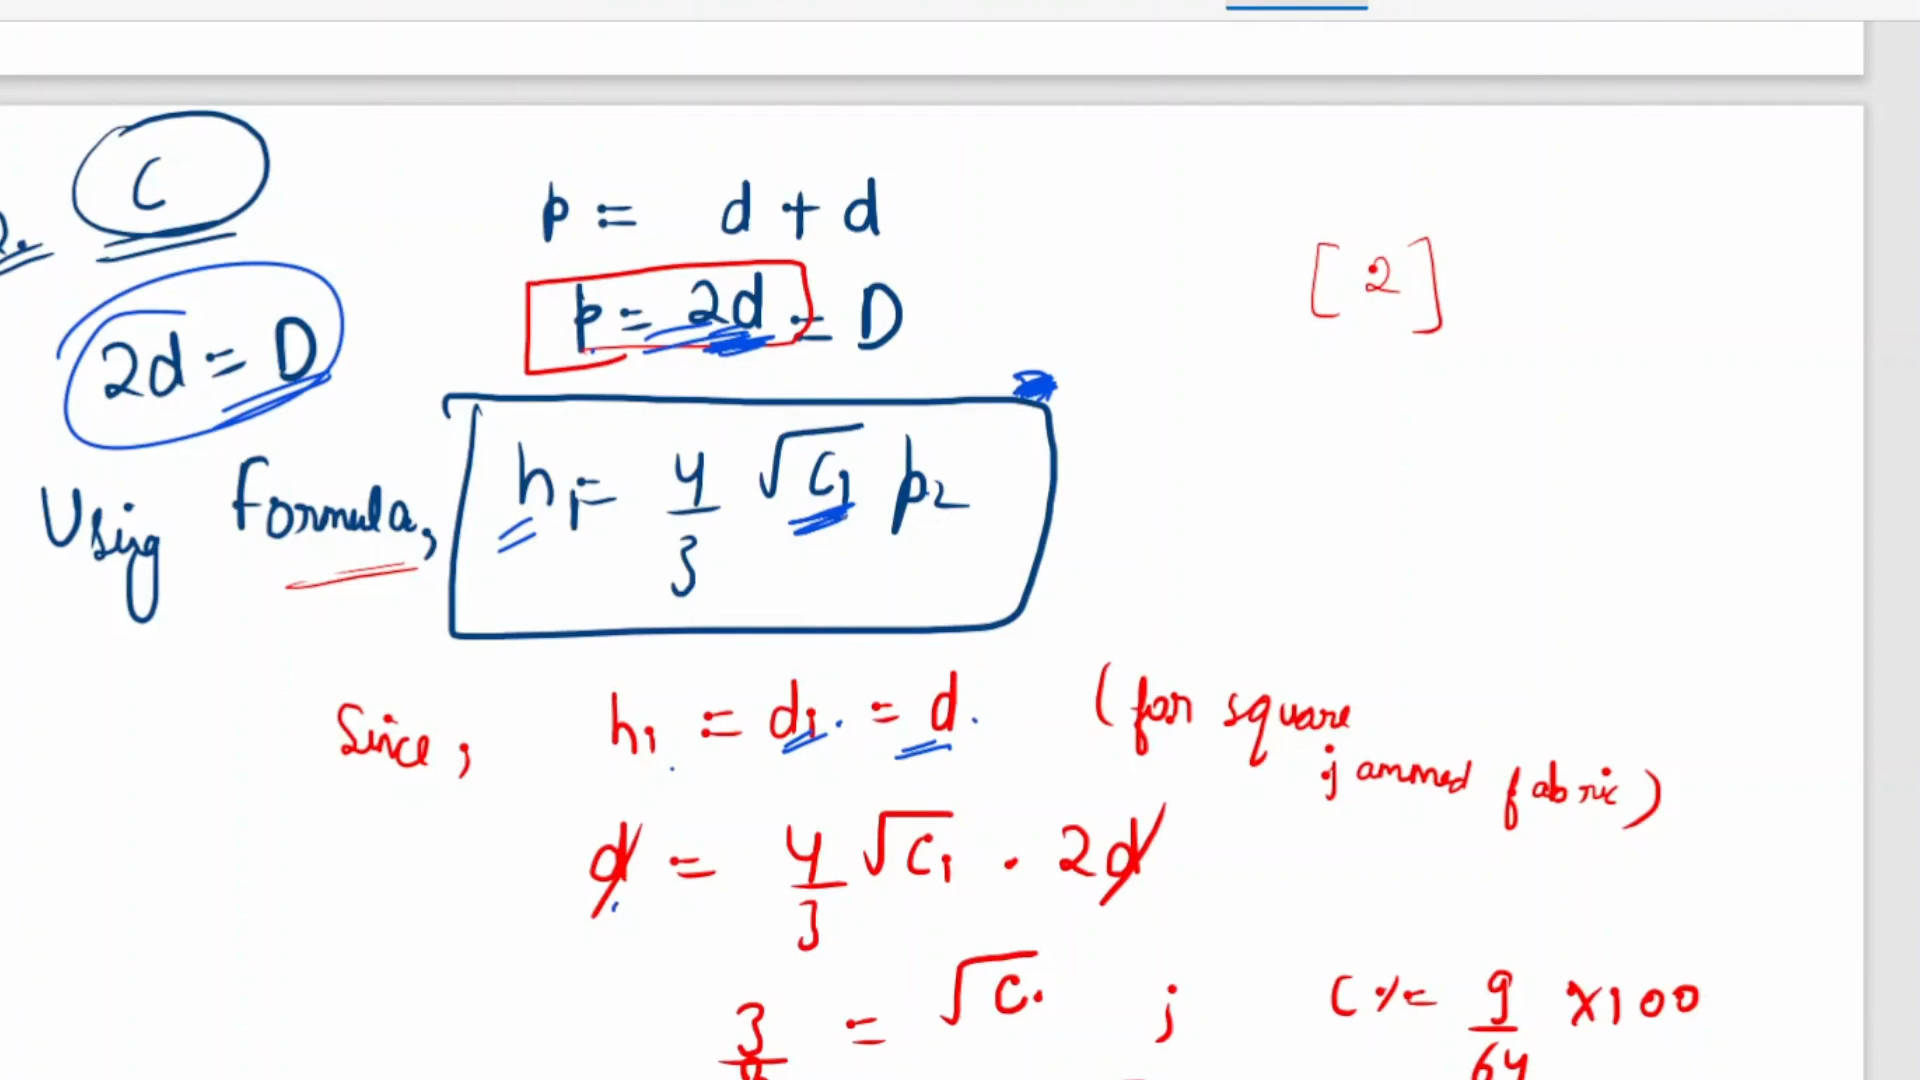 C
p = d + d
[2]
p = 2d = D
2d = D
Using Formula, h₁ = 4/3 √C₁ p₂
Since, h₁ = d₁ = d (for square jammed fabric)
d = 4/3 √C₁ . 2d
3/8 = √C₁ ; C% = 9/64 × 100